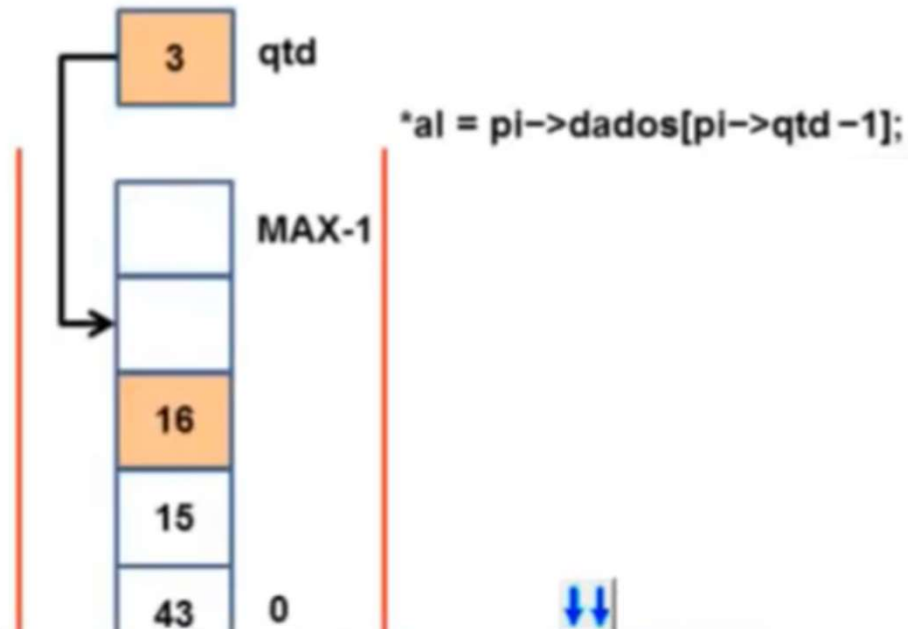 3 qtd
*al = pi->dados[pi->qtd-1];
MAX-1
16
15
43 0